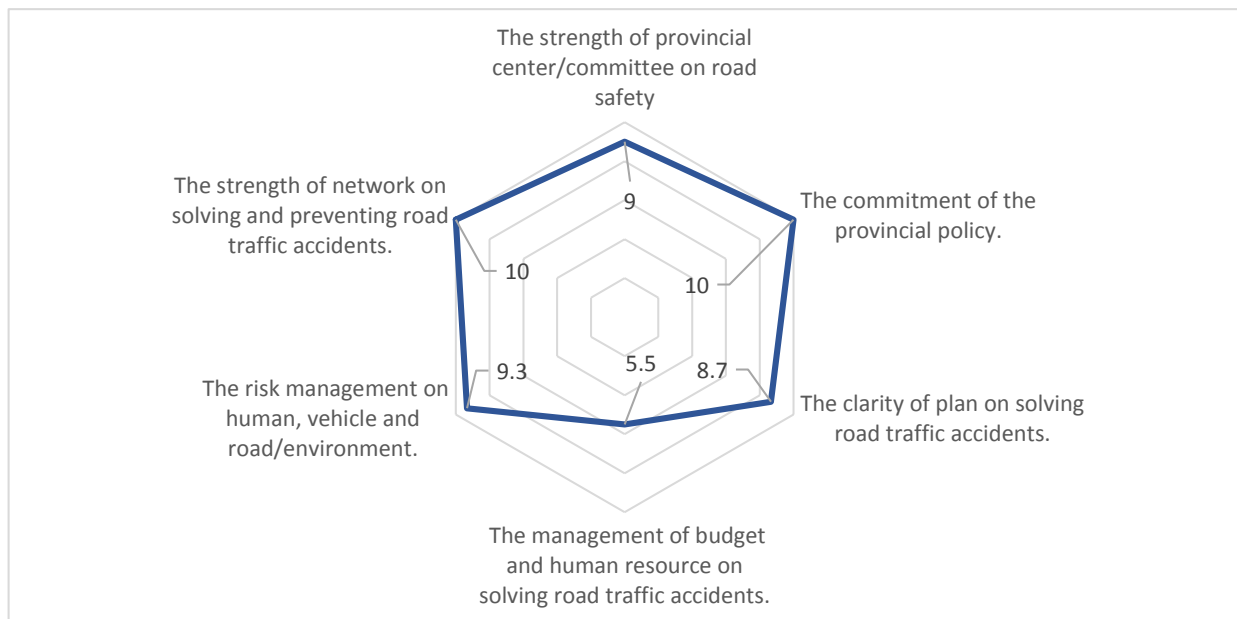 The strength of provincial
center/committee on road
safety
The strength of network on
solving and preventing road
traffic accidents.
9
The commitment of the
provincial policy.
10
10
The risk management on
human, vehicle and
road/environment.
9.3
5.5
8.7
The clarity of plan on solving
road traffic accidents.
The management of budget
and human resource on
solving road traffic accidents.